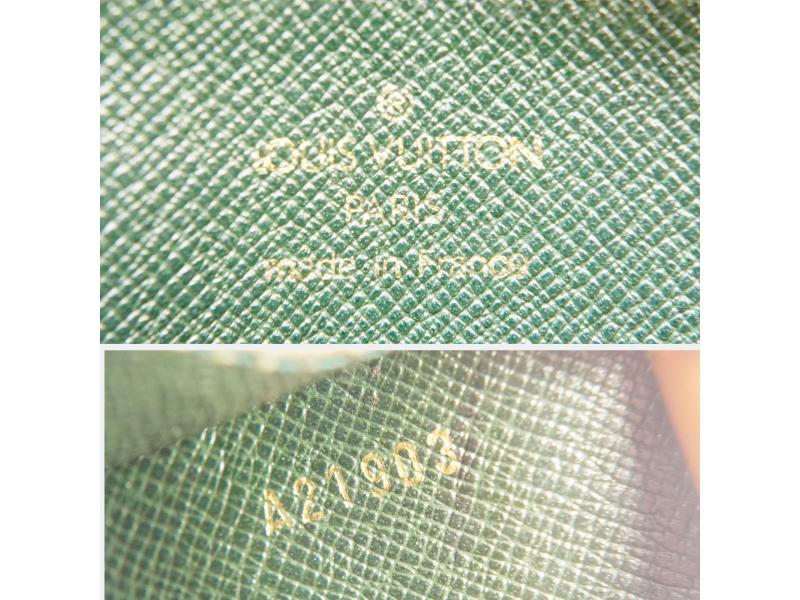 ®
LOUIS VUITTON
PARIS
made in France
A21903